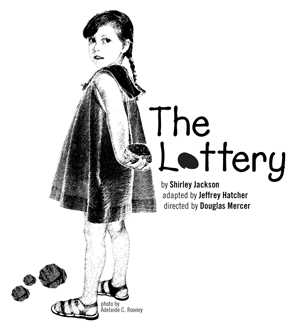 The
Lottery
by Shirley Jackson
adapted by Jeffrey Hatcher
directed by Douglas Mercer
photo by
Adelaide C. Rooney